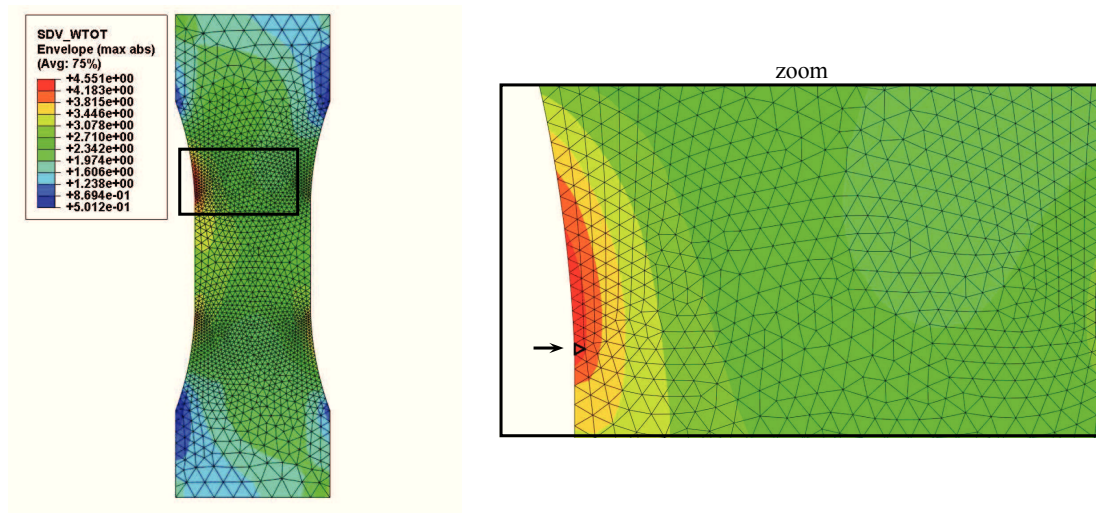 SDV_WTOT
Envelope (max abs)
(Avg: 75%)
+4.551e+00
+4.183e+00
+3.815e+00
+3.446e+00
+3.078e+00
+2.710e+00
+2.342e+00
+1.974e+00
+1.606e+00
+1.238e+00
+8.694e-01
+5.012e-01
zoom